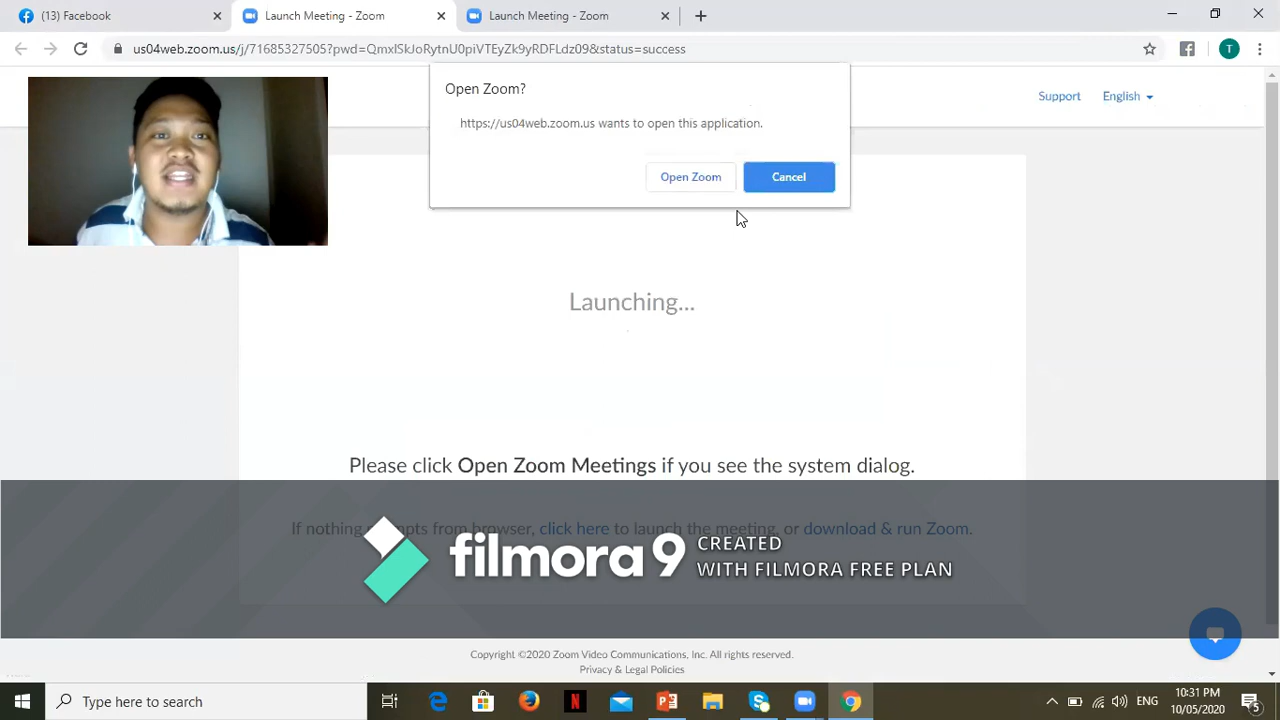 (13) Facebook
Launch Meeting - Zoom
Launch Meeting - Zoom
us04web.zoom.us/j/71685327505?pwd=QmxlSkJoRytnU0piVTEyZk9yRDFLdz09&status=success
T
Open Zoom?
https://us04web.zoom.us wants to open this application.
Open Zoom
Cancel
Support
English
Launching...
Please click Open Zoom Meetings if you see the system dialog.
If nothing prompts from browser, click here to launch the meeting, or download & run Zoom.
filmora 9
CREATED
WITH FILMORA FREE PLAN
Copyright ©2020 Zoom Video Communications, Inc. All rights reserved.
Privacy & Legal Policies
Type here to search
ENG
10:31 PM
10/05/2020
5